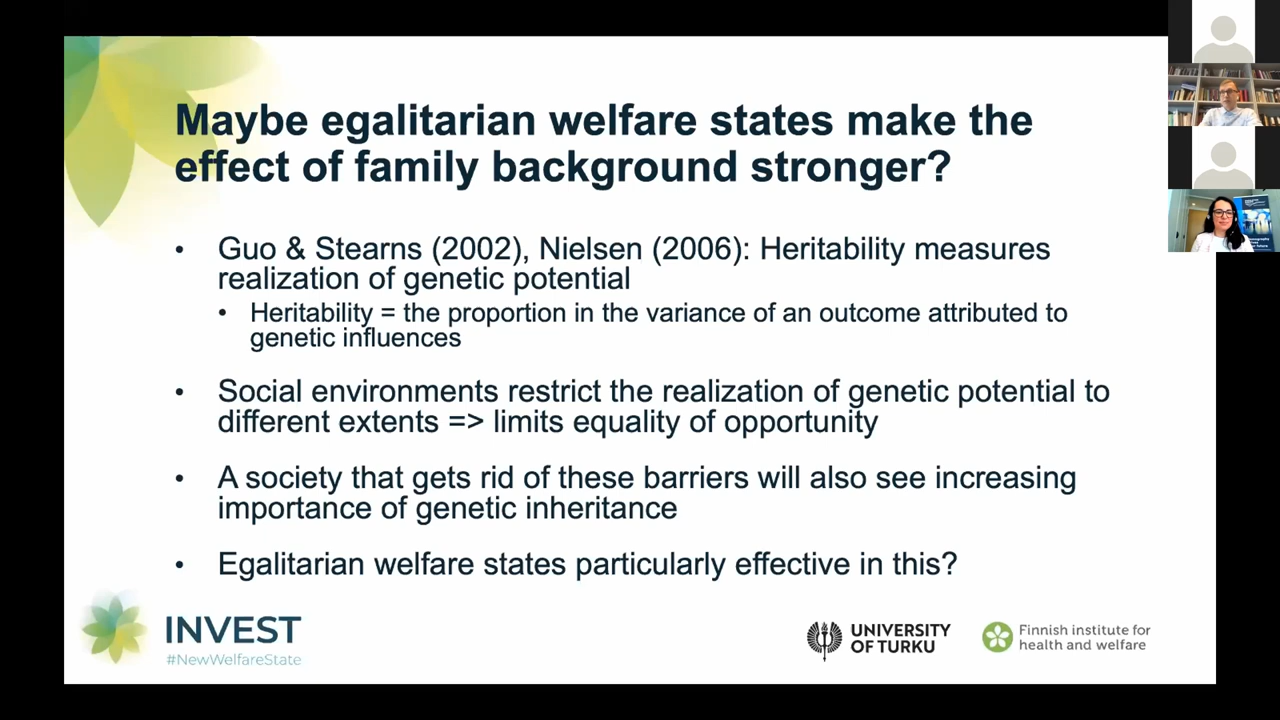 Maybe egalitarian welfare states make the
effect of family background stronger?
• Guo & Stearns (2002), Nielsen (2006): Heritability measures
realization of genetic potential
• Heritability = the proportion in the variance of an outcome attributed to
genetic influences
• Social environments restrict the realization of genetic potential to
different extents => limits equality of opportunity
• A society that gets rid of these barriers will also see increasing
importance of genetic inheritance
• Egalitarian welfare states particularly effective in this?
INVEST
#NewWelfareState
UNIVERSITY
OF TURKU
Finnish institute for
health and welfare